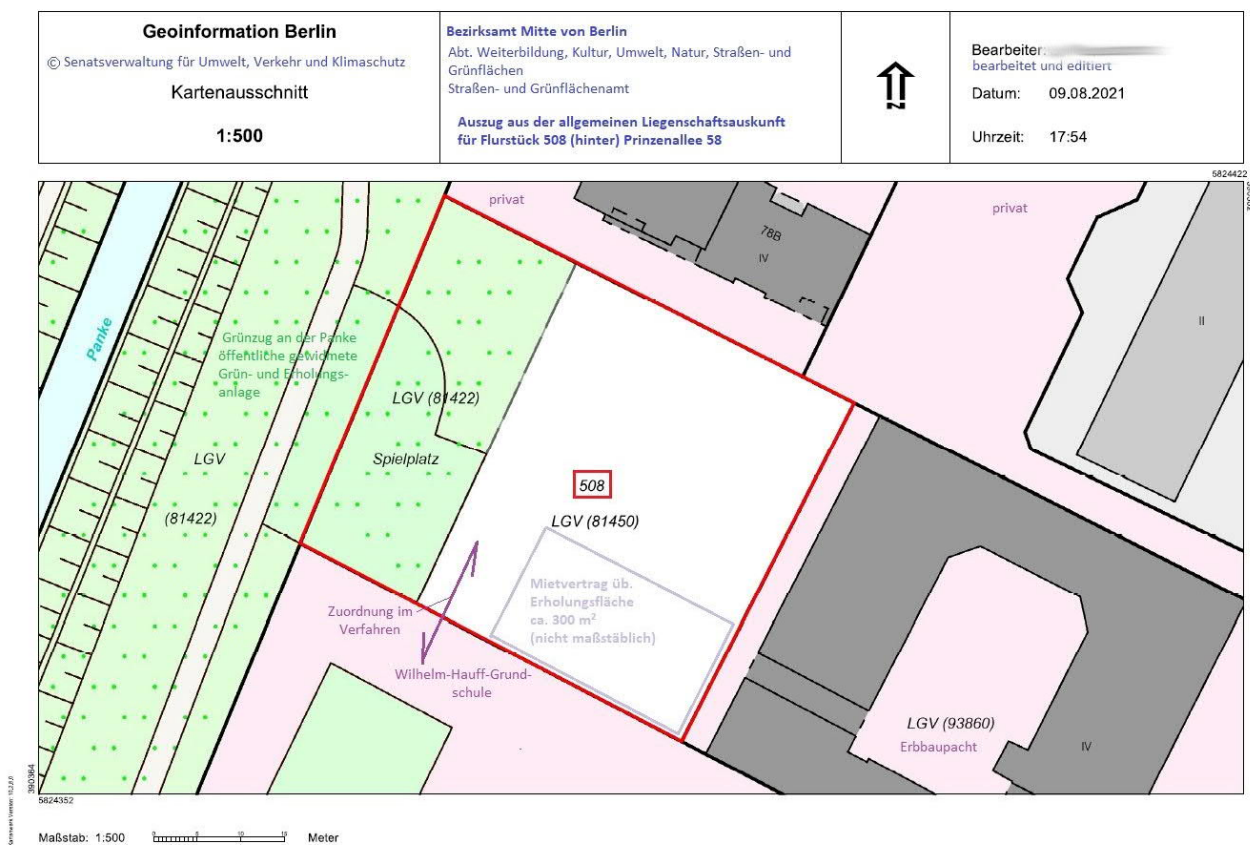 Geoinformation Berlin
© Senatsverwaltung für Umwelt, Verkehr und Klimaschutz
Kartenausschnitt
1:500
Bezirksamt Mitte von Berlin
Abt. Weiterbildung, Kultur, Umwelt, Natur, Straßen- und
Grünflächen
Straßen- und Grünflächenamt
Auszug aus der allgemeinen Liegenschaftsauskunft
für Flurstück 508 (hinter) Prinzenallee 58
N
Bearbeiter:
bearbeitet und editiert
Datum: 09.08.2021
Uhrzeit: 17:54
5824422
privat
privat
78B
IV
II
Panke
Grünzug an der Panke
öffentliche gewidmete
Grün- und Erholungs-
anlage
LGV (81422)
LGV
Spielplatz
(81422)
508
LGV (81450)
Mietvertrag üb.
Erholungsfläche
ca. 300 m²
(nicht maßstäblich)
Zuordnung im
Verfahren
Wilhelm-Hauff-Grund-
schule
LGV (93860)
Erbbaupacht
IV
390364
5824352
Maßstab: 1:500
0 5 10 15 Meter